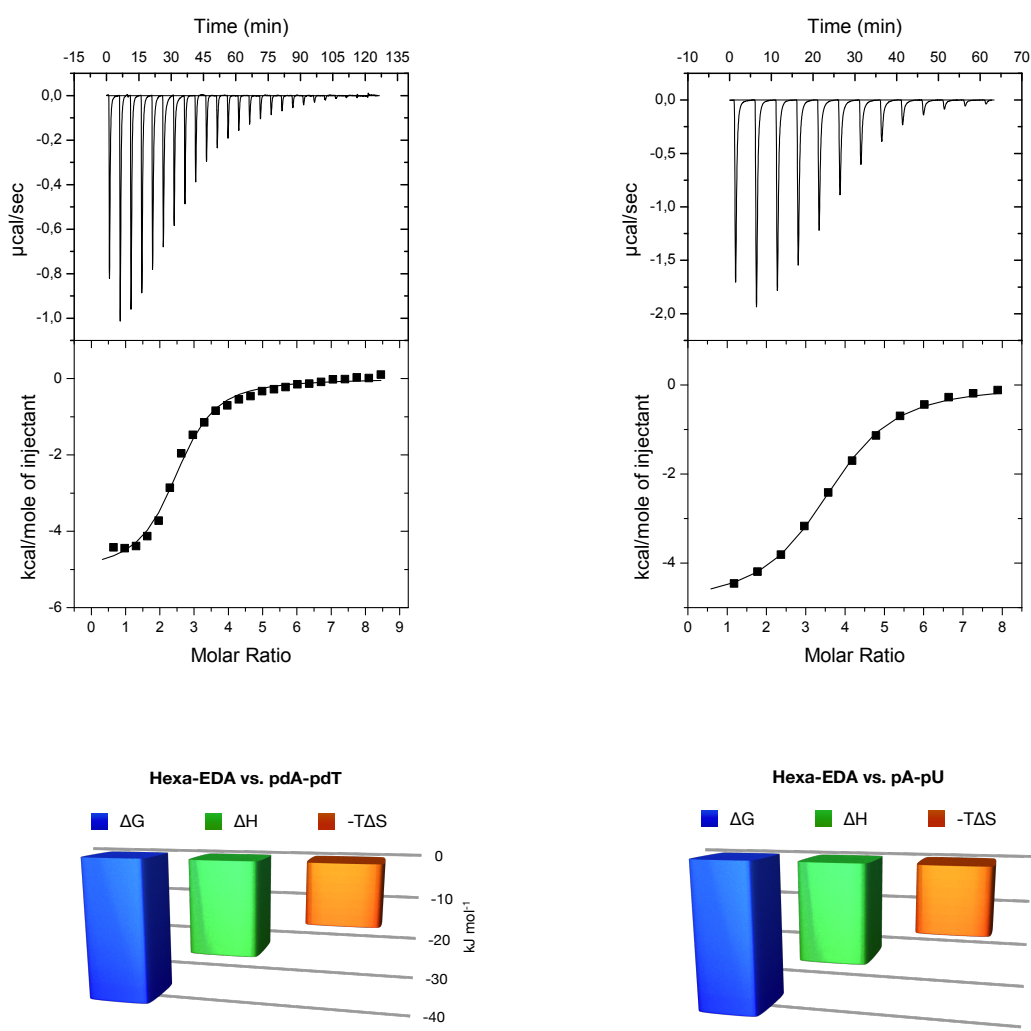 Time (min)
-15 0 15 30 45 60 75 90 105 120 135
0,0
-0,2
-0,4
-0,6
-0,8
-1,0
µcal/sec
0
-2
-4
-6
kcal/mole of injectant
0 1 2 3 4 5 6 7 8 9
Molar Ratio
Time (min)
-10 0 10 20 30 40 50 60 70
0,0
-0,5
-1,0
-1,5
-2,0
µcal/sec
0
-2
-4
kcal/mole of injectant
0 1 2 3 4 5 6 7 8
Molar Ratio
Hexa-EDA vs. pdA-pdT
ΔG ΔH -TΔS
0
-10
-20
-30
-40
kJ mol-1
Hexa-EDA vs. pA-pU
ΔG ΔH -TΔS